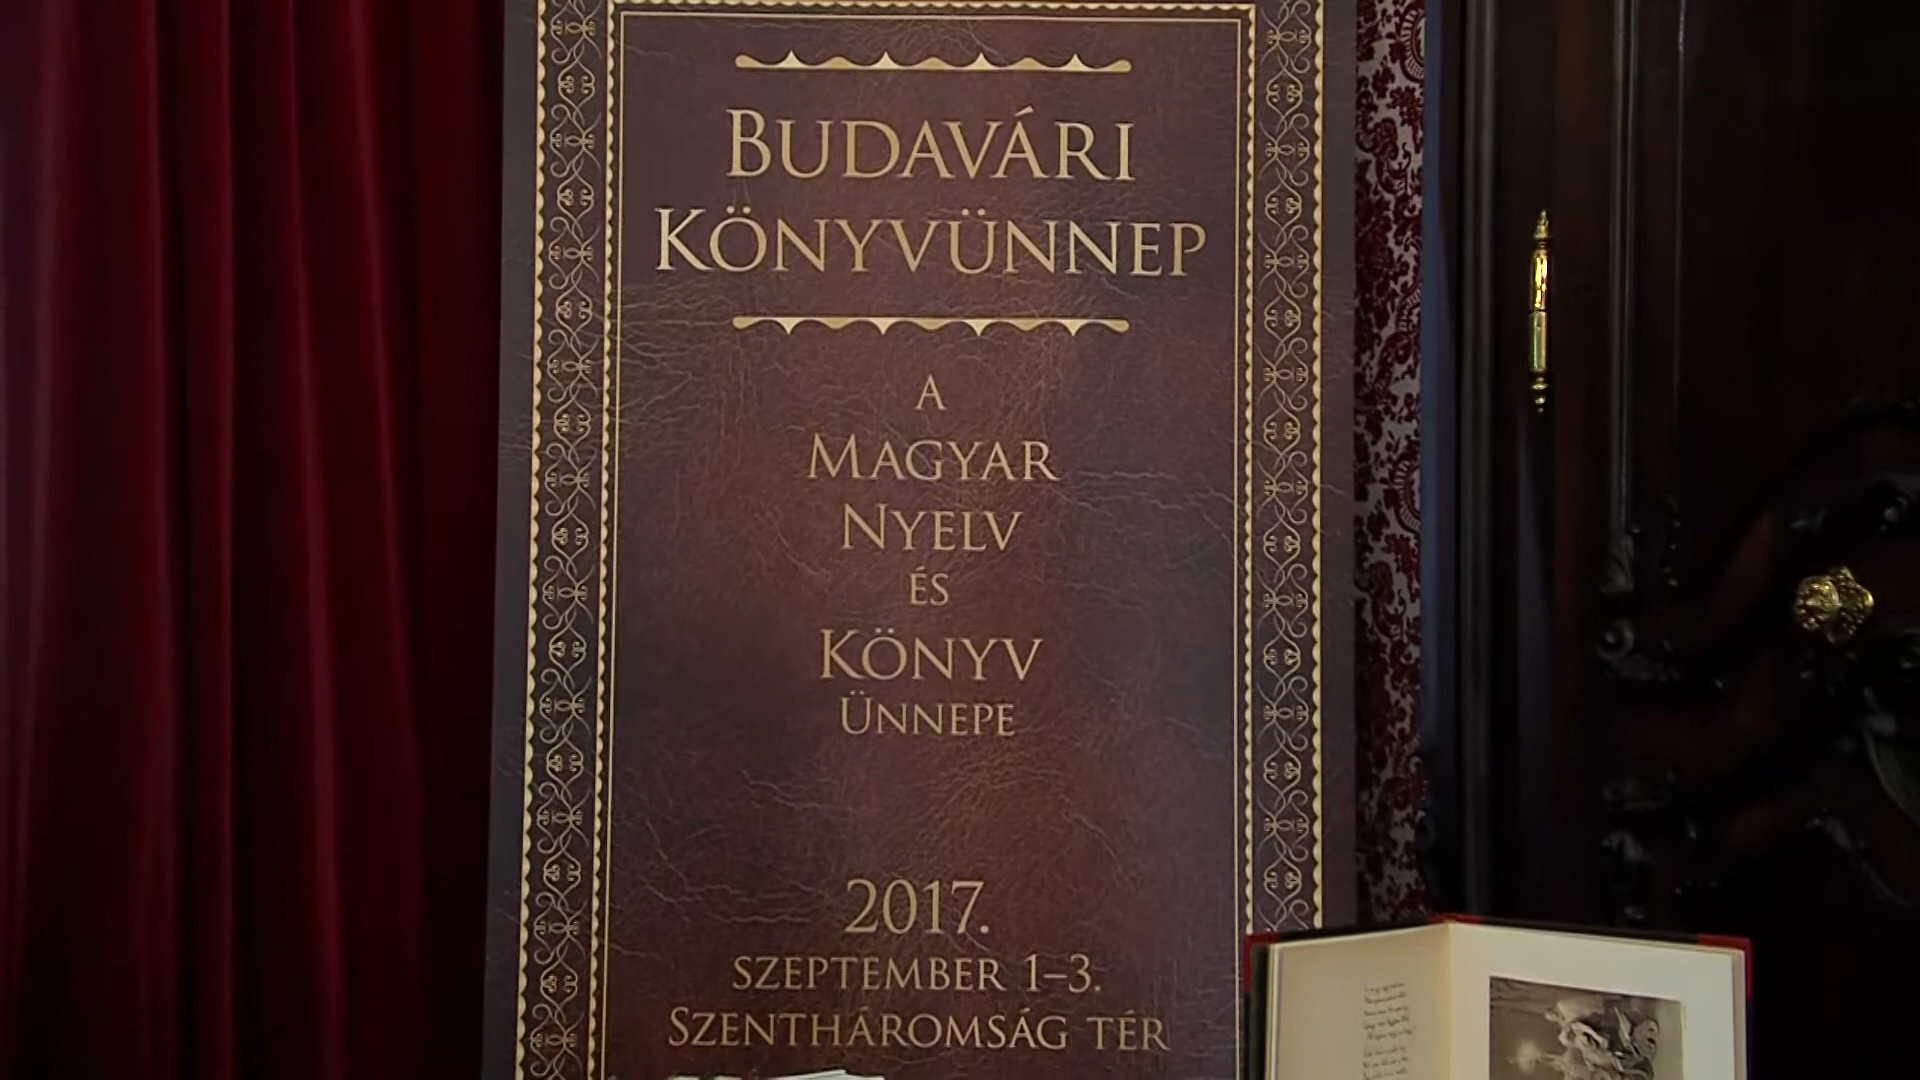 BUDAVÁRI
KÖNYVÜNNEP
A
MAGYAR
NYELV
ÉS
KÖNYV
ÜNNEPE
2017.
SZEPTEMBER 1–3.
SZENTHÁROMSÁG TÉR